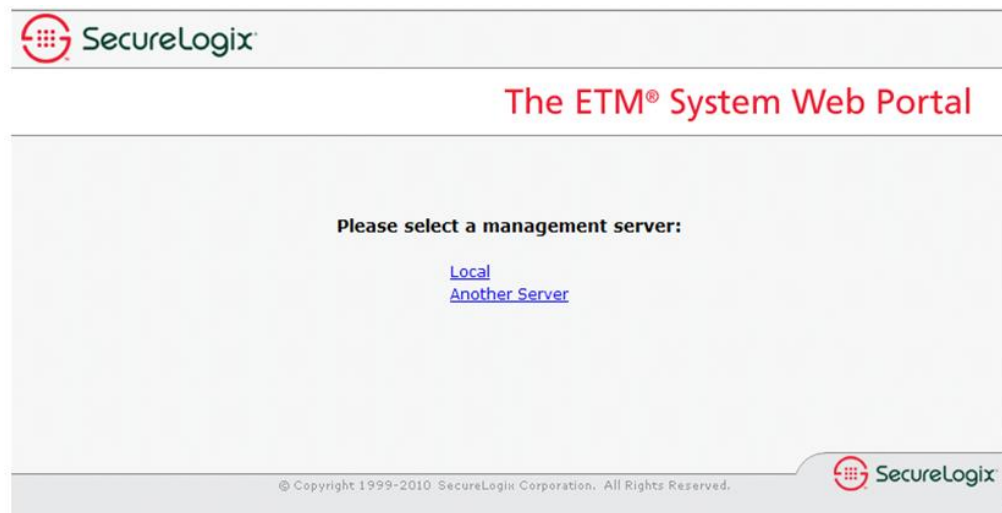 SecureLogix
The ETM® System Web Portal
Please select a management server:
Local
Another Server
© Copyright 1999-2010 SecureLogix Corporation. All Rights Reserved.
SecureLogix